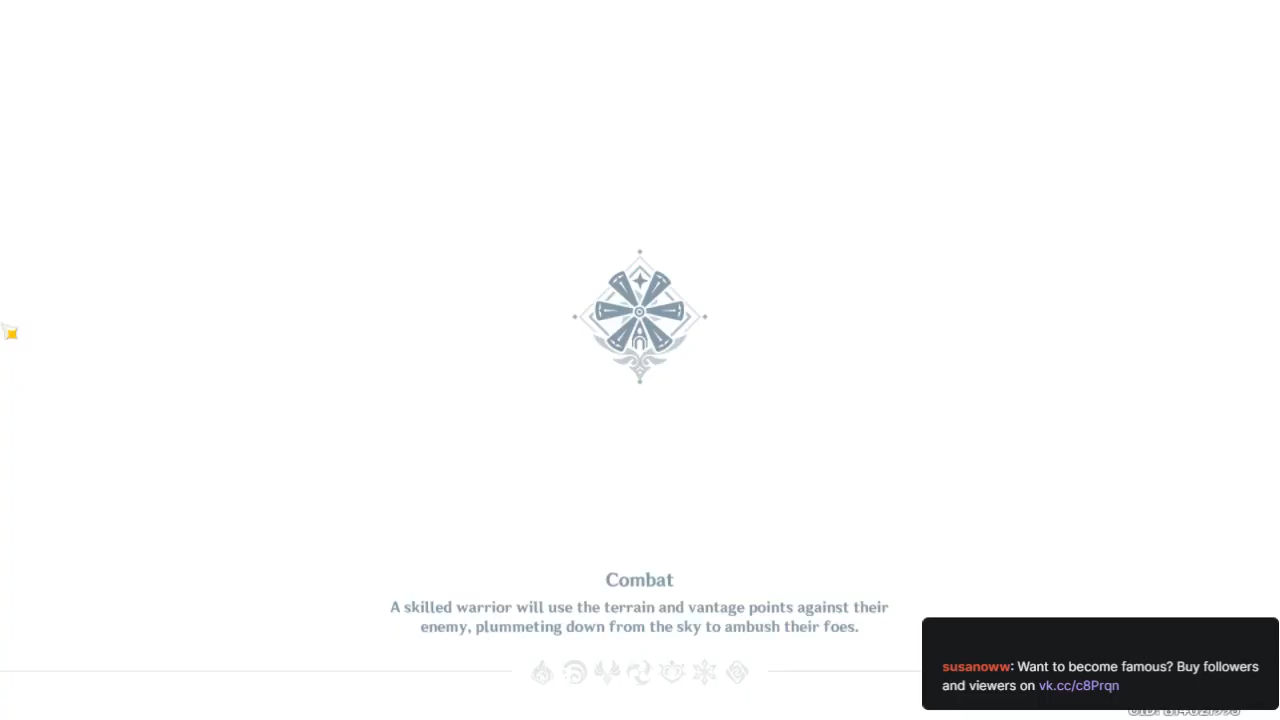 Combat
A skilled warrior will use the terrain and vantage points against their
enemy, plummeting down from the sky to ambush their foes.
susanoww: Want to become famous? Buy followers
and viewers on vk.cc/c8Prqn